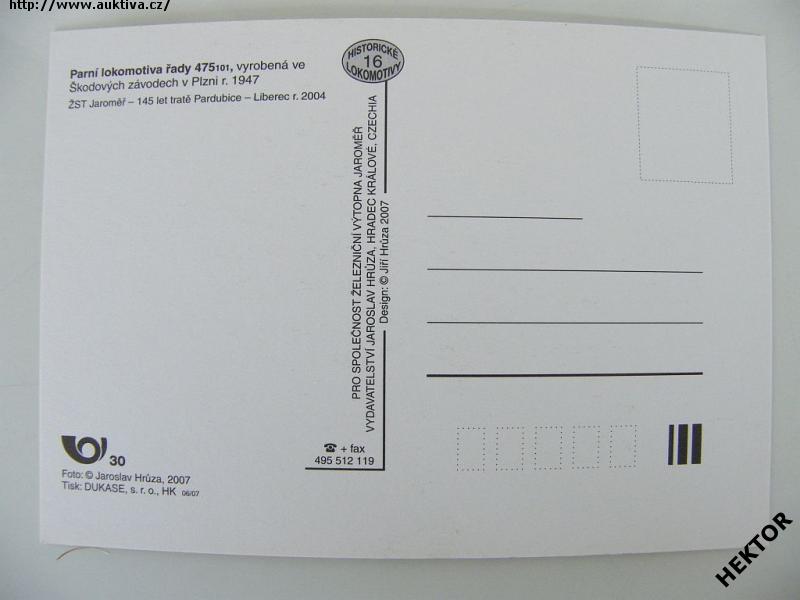 http://www.auktiva.cz/
Parní lokomotiva řady 475101, vyrobená ve
Škodových závodech v Plzni r. 1947
ŽST Jaroměř – 145 let tratě Pardubice – Liberec r. 2004
HISTORICKÉ
16
LOKOMOTIVY
PRO SPOLEČNOST ŽELEZNIČNÍ VÝTOPNA JAROMĚŘ
VYDAVATELSTVÍ JAROSLAV HRŮZA, HRADEC KRÁLOVÉ, CZECHIA
Design: © Jiří Hrůza 2007
☎ + fax
495 512 119
30
Foto: © Jaroslav Hrůza, 2007
Tisk: DUKASE, s. r. o., HK 06/07
HEKTOR